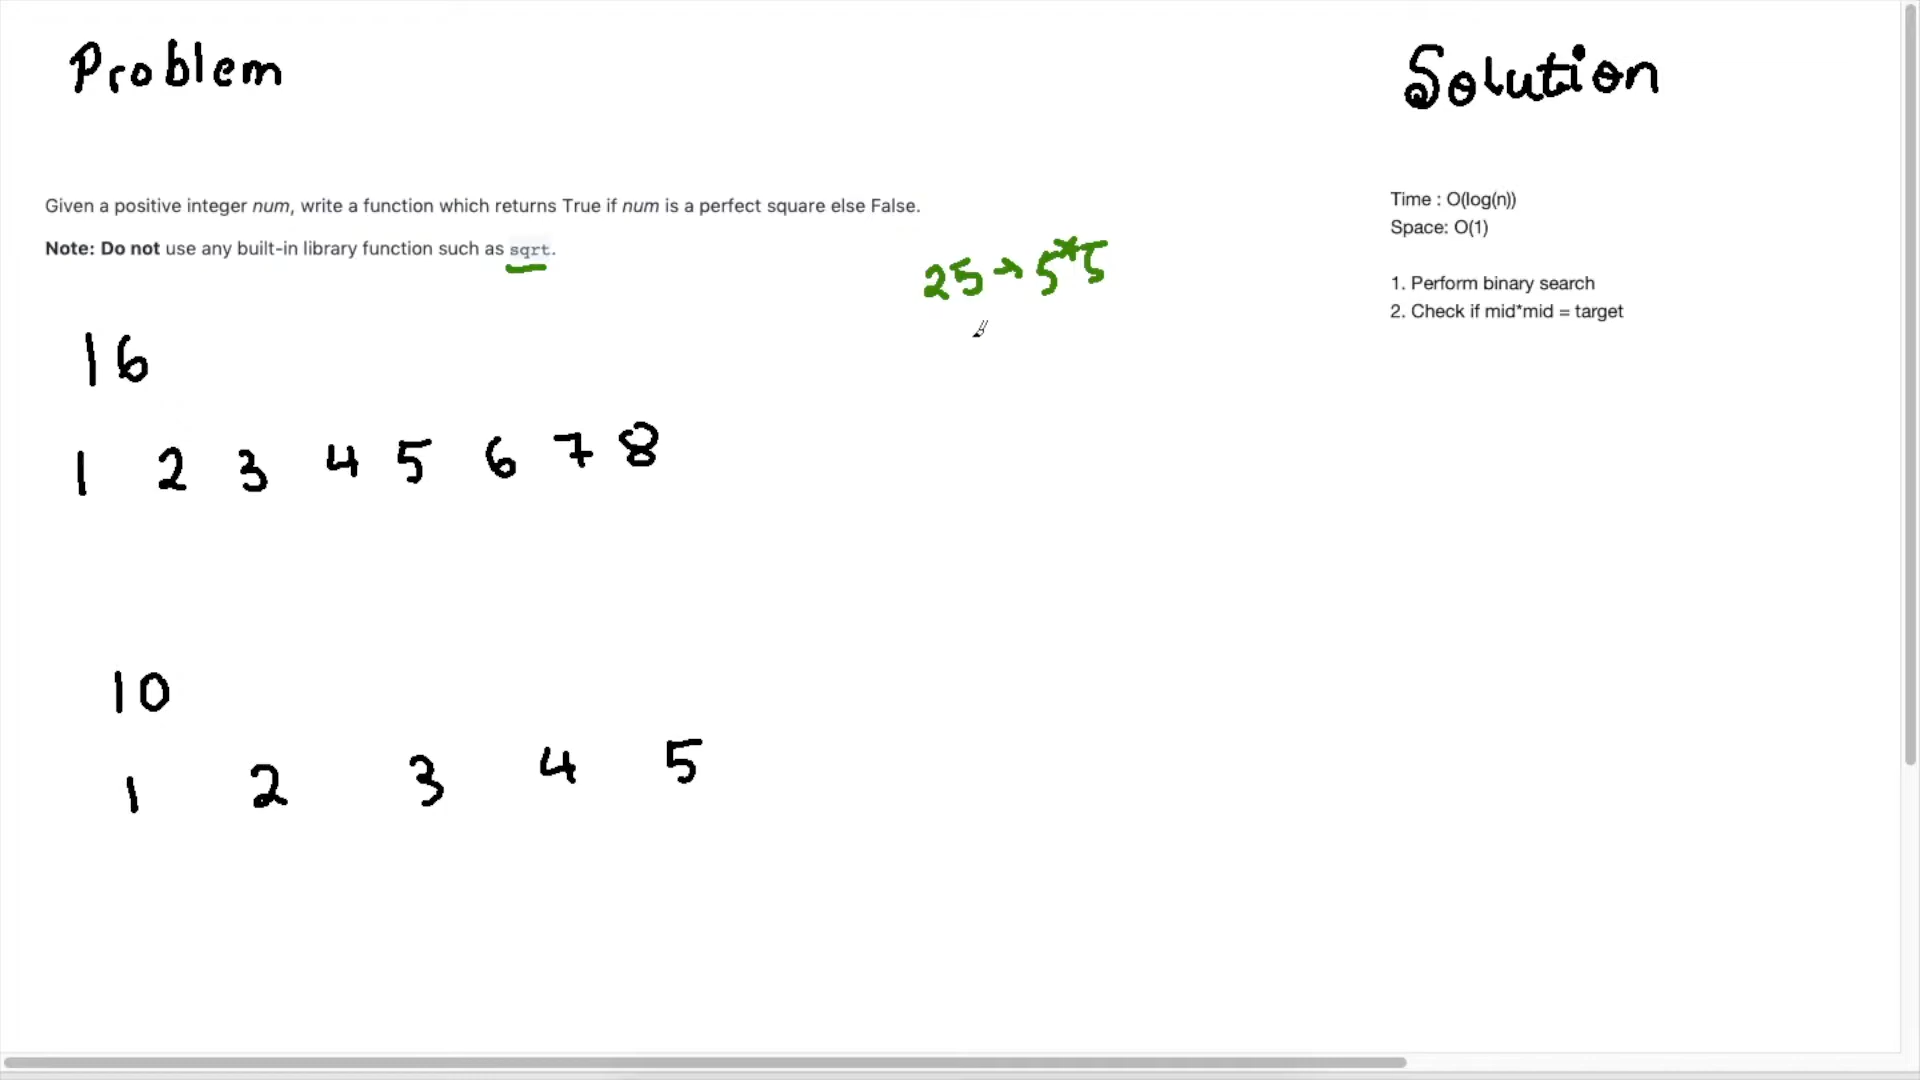 Problem
Solution
Given a positive integer num, write a function which returns True if num is a perfect square else False.
Note: Do not use any built-in library function such as sqrt.
25 → 5*5
16
1 2 3 4 5 6 7 8
10
1 2 3 4 5
Time : O(log(n))
Space: O(1)
1. Perform binary search
2. Check if mid*mid = target